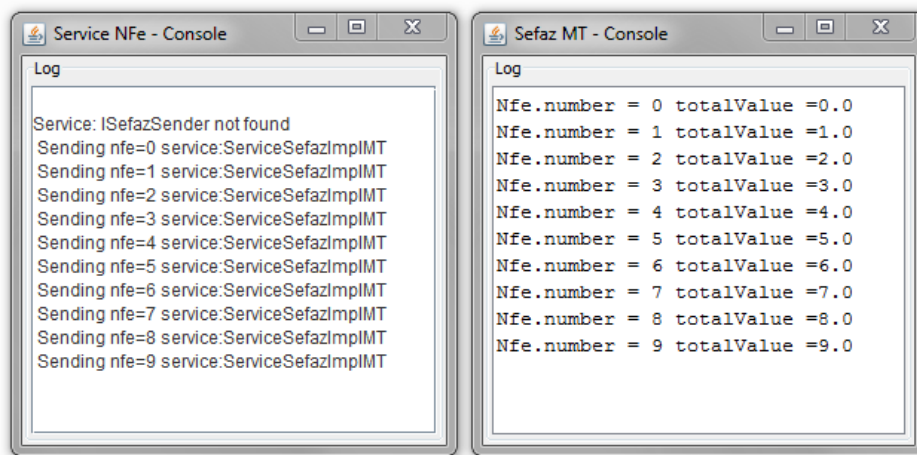 Service NFe - Console
Log
Service: ISefazSender not found
Sending nfe=0 service:ServiceSefazImplMT
Sending nfe=1 service:ServiceSefazImplMT
Sending nfe=2 service:ServiceSefazImplMT
Sending nfe=3 service:ServiceSefazImplMT
Sending nfe=4 service:ServiceSefazImplMT
Sending nfe=5 service:ServiceSefazImplMT
Sending nfe=6 service:ServiceSefazImplMT
Sending nfe=7 service:ServiceSefazImplMT
Sending nfe=8 service:ServiceSefazImplMT
Sending nfe=9 service:ServiceSefazImplMT
Sefaz MT - Console
Log
Nfe.number = 0 totalValue =0.0
Nfe.number = 1 totalValue =1.0
Nfe.number = 2 totalValue =2.0
Nfe.number = 3 totalValue =3.0
Nfe.number = 4 totalValue =4.0
Nfe.number = 5 totalValue =5.0
Nfe.number = 6 totalValue =6.0
Nfe.number = 7 totalValue =7.0
Nfe.number = 8 totalValue =8.0
Nfe.number = 9 totalValue =9.0